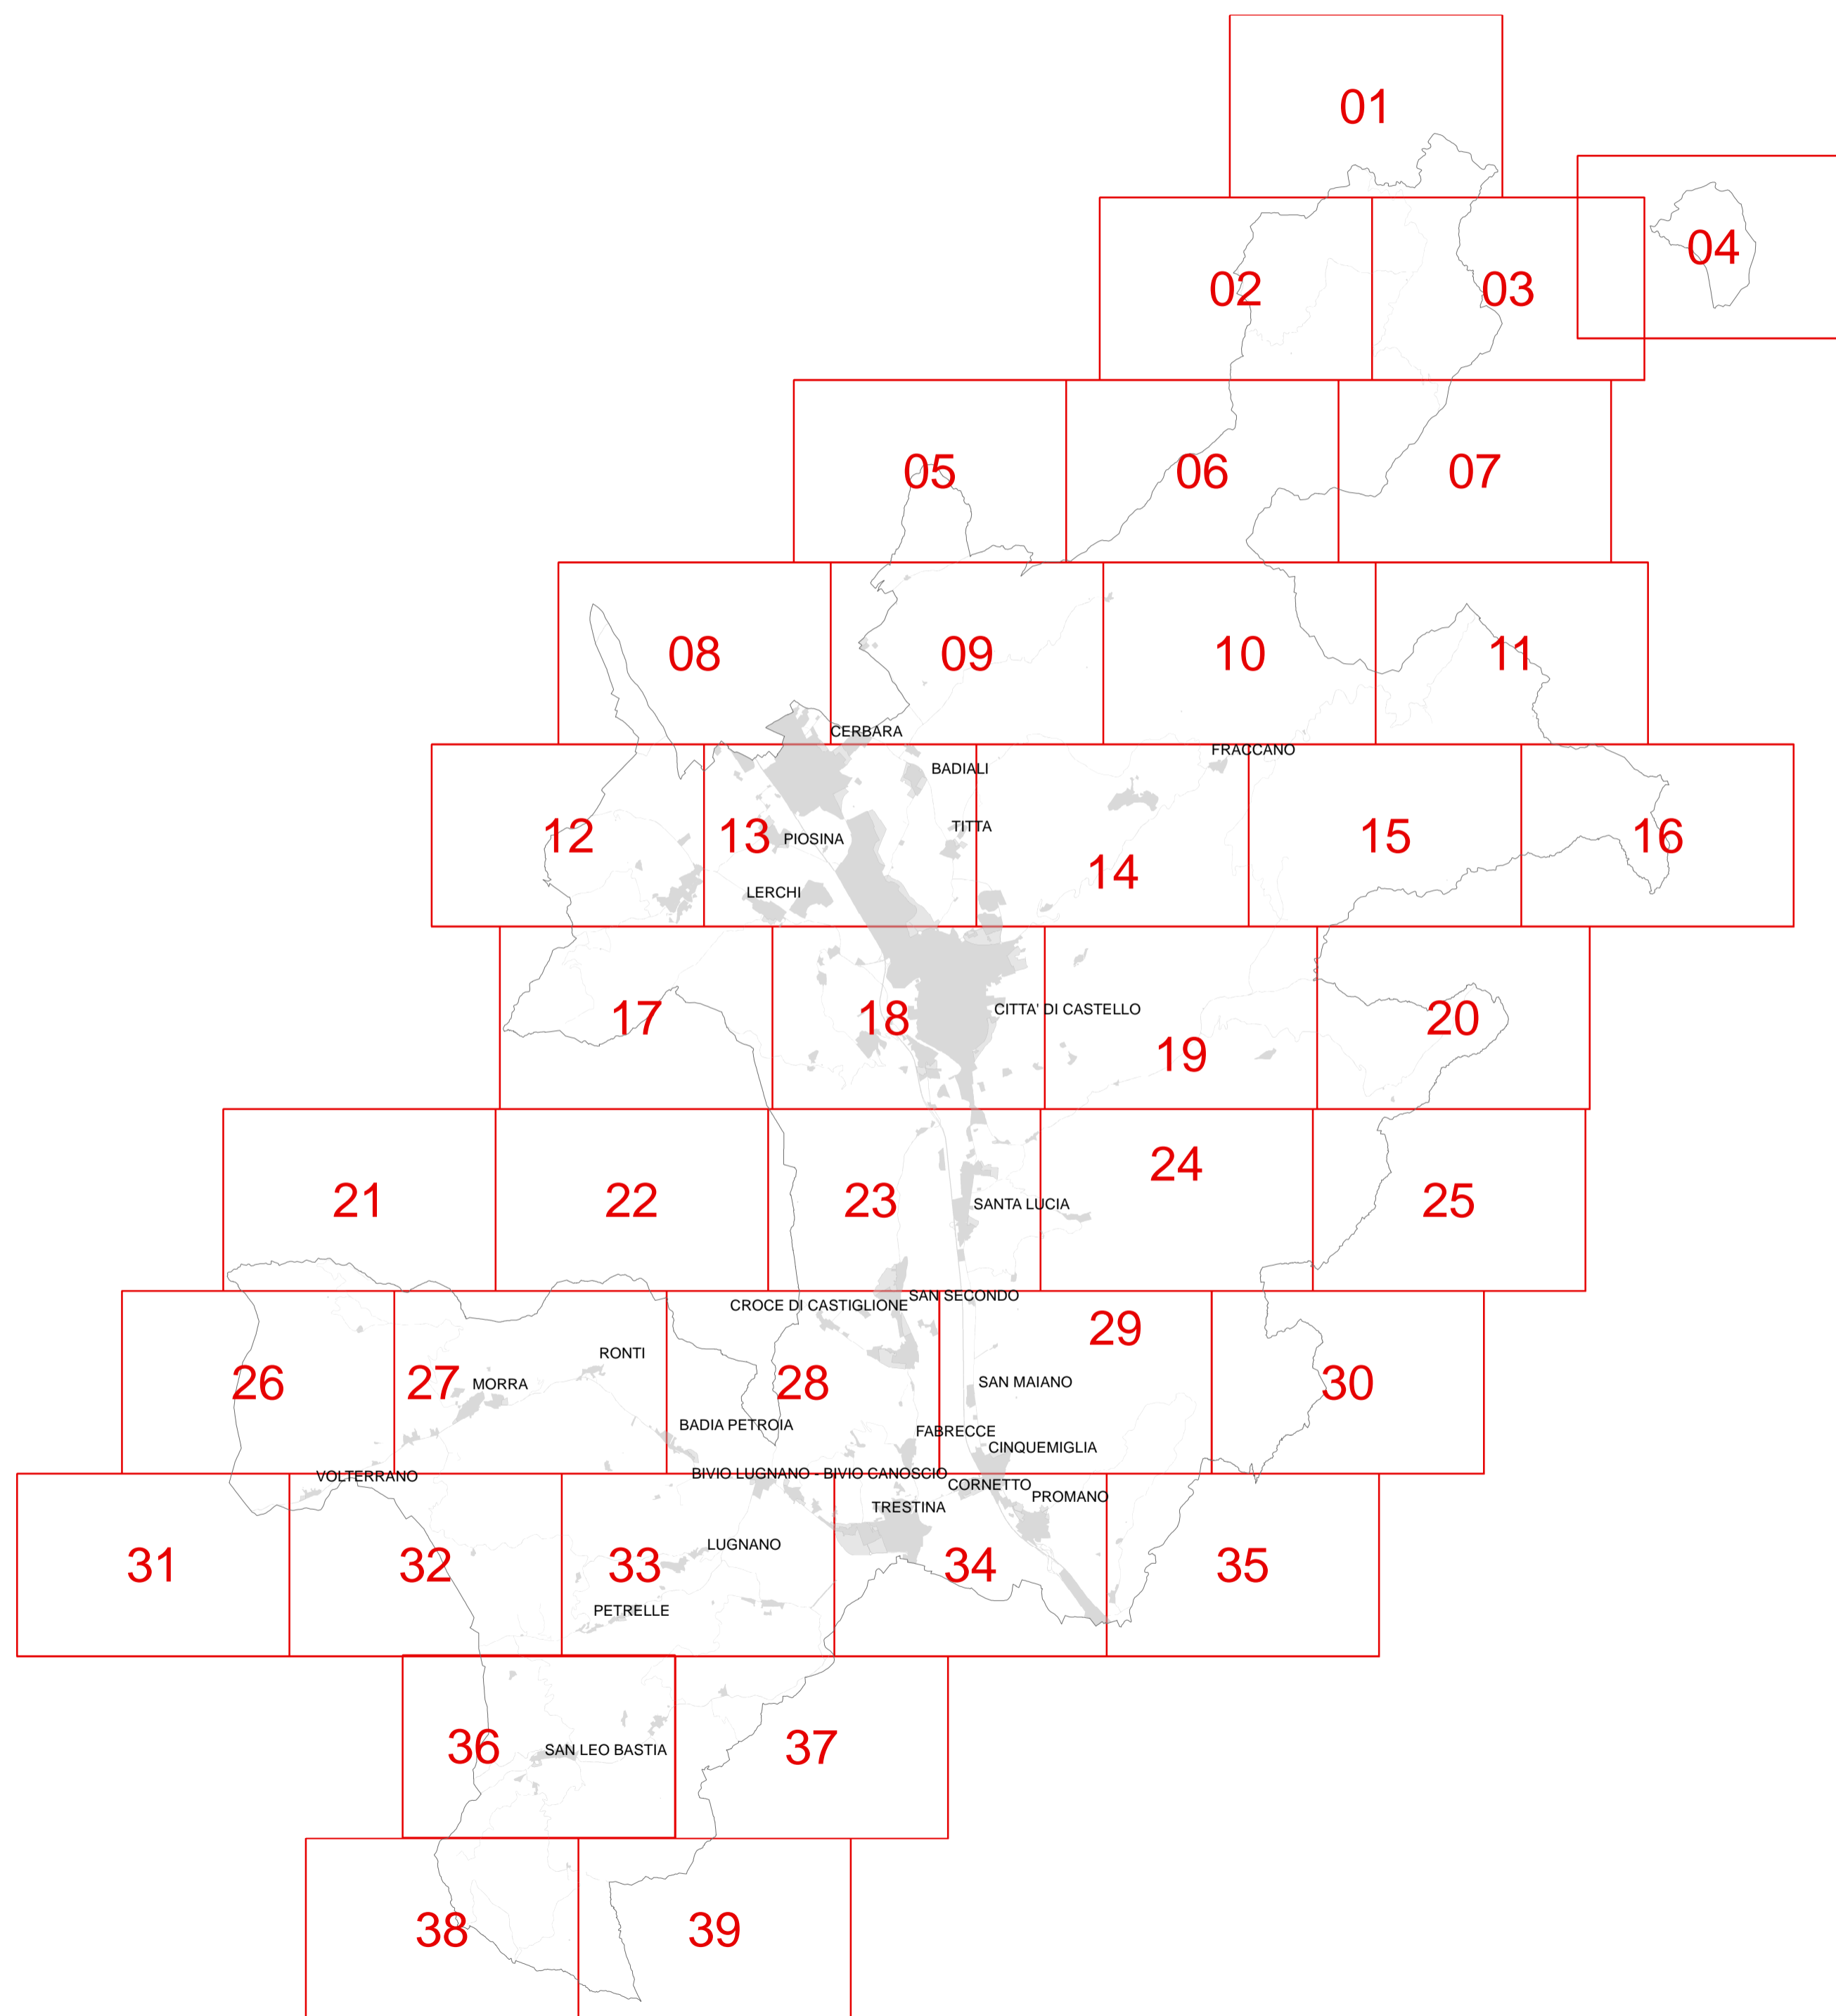 01
04
02
03
05
06
07
08
09
10
11
CERBARA
FRACCANO
BADIALI
TITTA
12
13
PIOSINA
15
16
14
LERCHI
17
18
CITTA' DI CASTELLO
20
19
24
21
22
23
SANTA LUCIA
25
SAN SECONDO
CROCE DI CASTIGLIONE
29
RONTI
26
27
MORRA
28
SAN MAIANO
30
BADIA PETROIA
FABRECCE
CINQUEMIGLIA
VOLTERRANO
BIVIO LUGNANO - BIVIO CANOSCIO
CORNETTO
PROMANO
TRESTINA
LUGNANO
31
32
33
34
35
PETRELLE
36
SAN LEO BASTIA
37
38
39